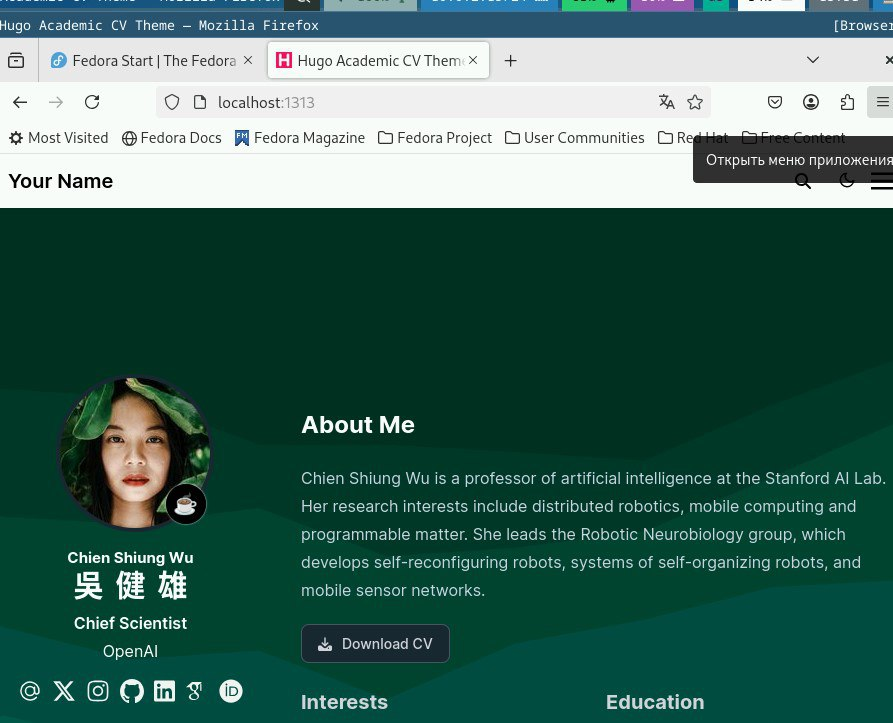 Hugo Academic CV Theme — Mozilla Firefox
[Browser
Fedora Start | The Fedora
Hugo Academic CV Them
localhost:1313
Most Visited
Fedora Docs
Fedora Magazine
Fedora Project
User Communities
Red Hat
Free Content
Открыть меню приложения
Your Name
About Me
Chien Shiung Wu is a professor of artificial intelligence at the Stanford AI Lab.
Her research interests include distributed robotics, mobile computing and
programmable matter. She leads the Robotic Neurobiology group, which
develops self-reconfiguring robots, systems of self-organizing robots, and
mobile sensor networks.
Download CV
Chien Shiung Wu
吳健雄
Chief Scientist
OpenAI
Interests
Education